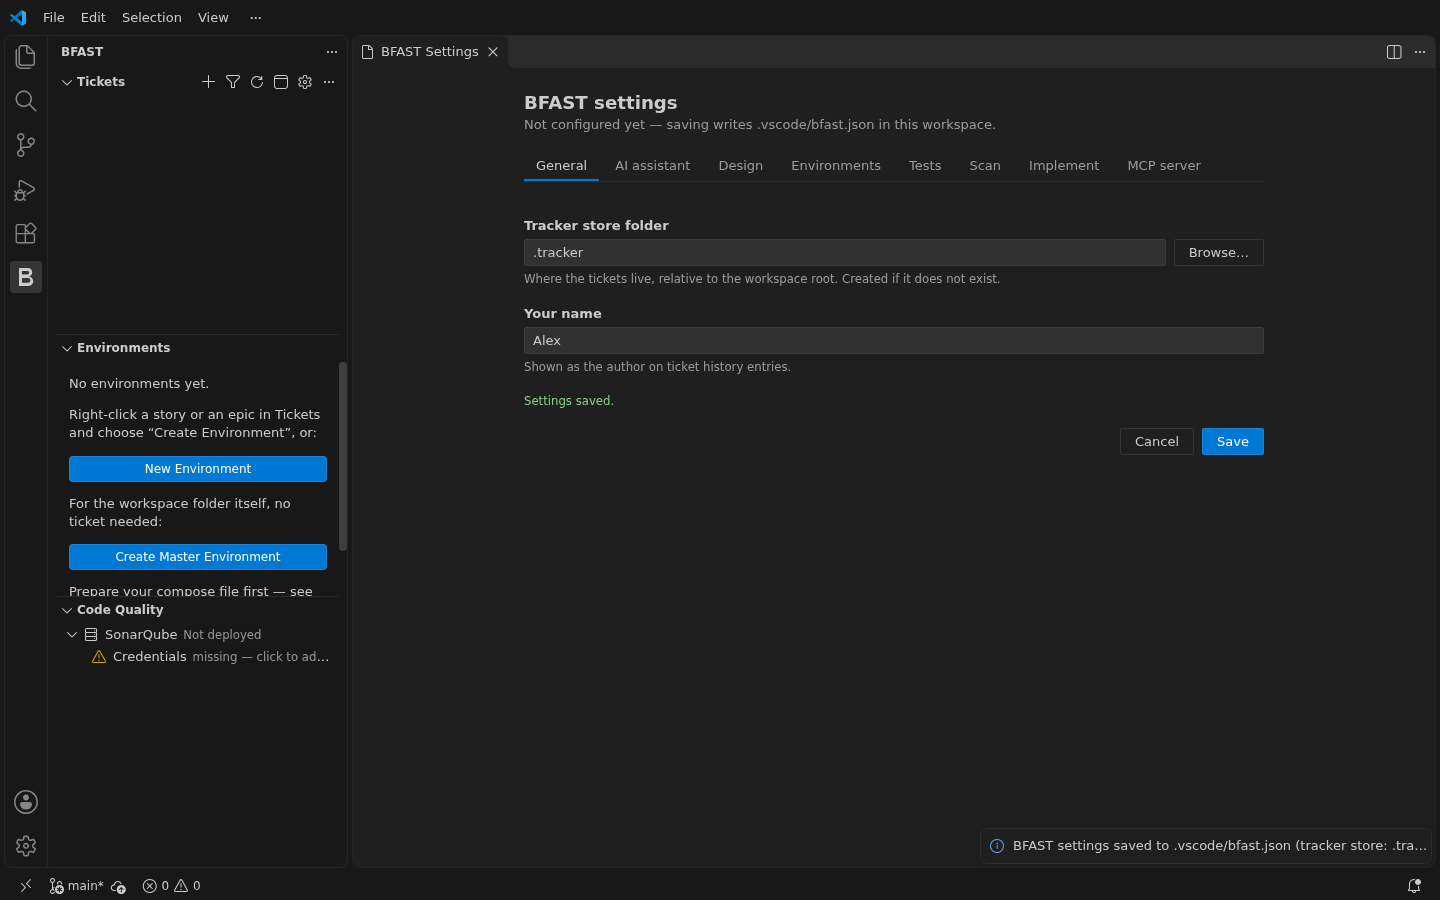 File Edit Selection View
BFAST
Tickets
Environments
No environments yet.
Right-click a story or an epic in Tickets
and choose “Create Environment”, or:
New Environment
For the workspace folder itself, no
ticket needed:
Create Master Environment
Prepare your compose file first — see
Code Quality
SonarQube Not deployed
Credentials missing — click to ad…
BFAST Settings
BFAST settings
Not configured yet — saving writes .vscode/bfast.json in this workspace.
General AI assistant Design Environments Tests Scan Implement MCP server
Tracker store folder
.tracker Browse…
Where the tickets live, relative to the workspace root. Created if it does not exist.
Your name
Alex
Shown as the author on ticket history entries.
Settings saved.
Cancel Save
BFAST settings saved to .vscode/bfast.json (tracker store: .tra…
main* 0 0